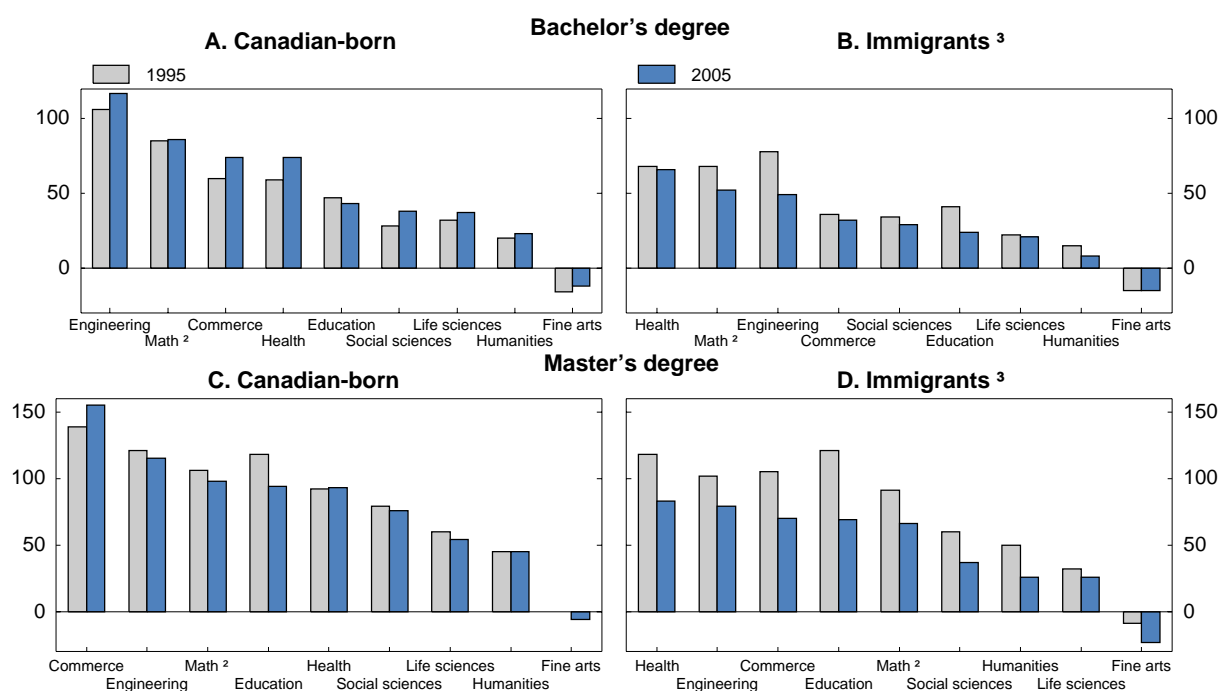 Bachelor's degree
A. Canadian-born
B. Immigrants ³
1995
2005
100
50
0
100
50
0
Engineering Commerce Education Life sciences Fine arts
Math ² Health Social sciences Humanities
Health Engineering Social sciences Life sciences Fine arts
Math ² Commerce Education Humanities
Master's degree
C. Canadian-born
D. Immigrants ³
150
100
50
0
150
100
50
0
Commerce Math ² Health Life sciences Fine arts
Engineering Education Social sciences Humanities
Health Commerce Math ² Humanities Fine arts
Engineering Education Social sciences Life sciences